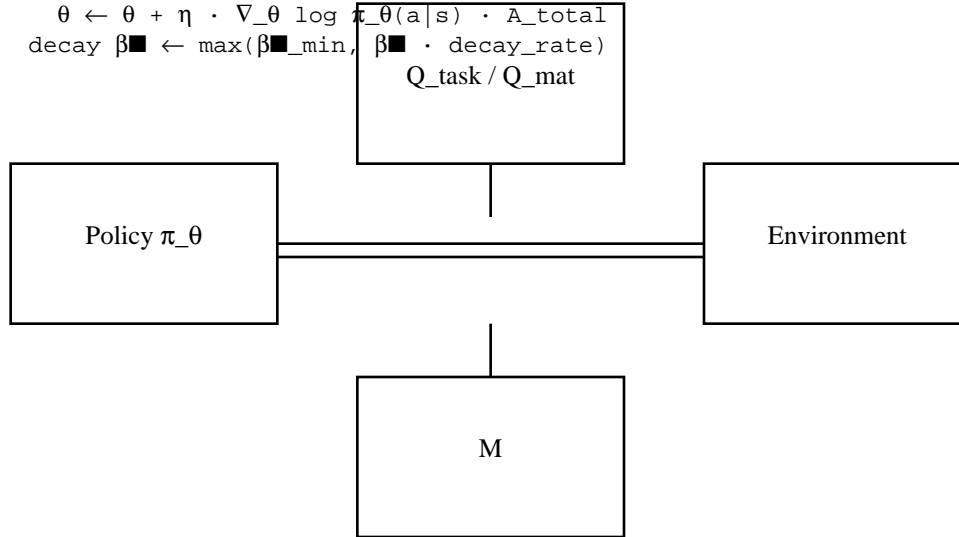 θ ← θ + η · ∇_θ log π_θ(a|s) · A_total
decay β■ ← max(β■_min, β■ · decay_rate)
Q_task / Q_mat
Policy π_θ
Environment
M